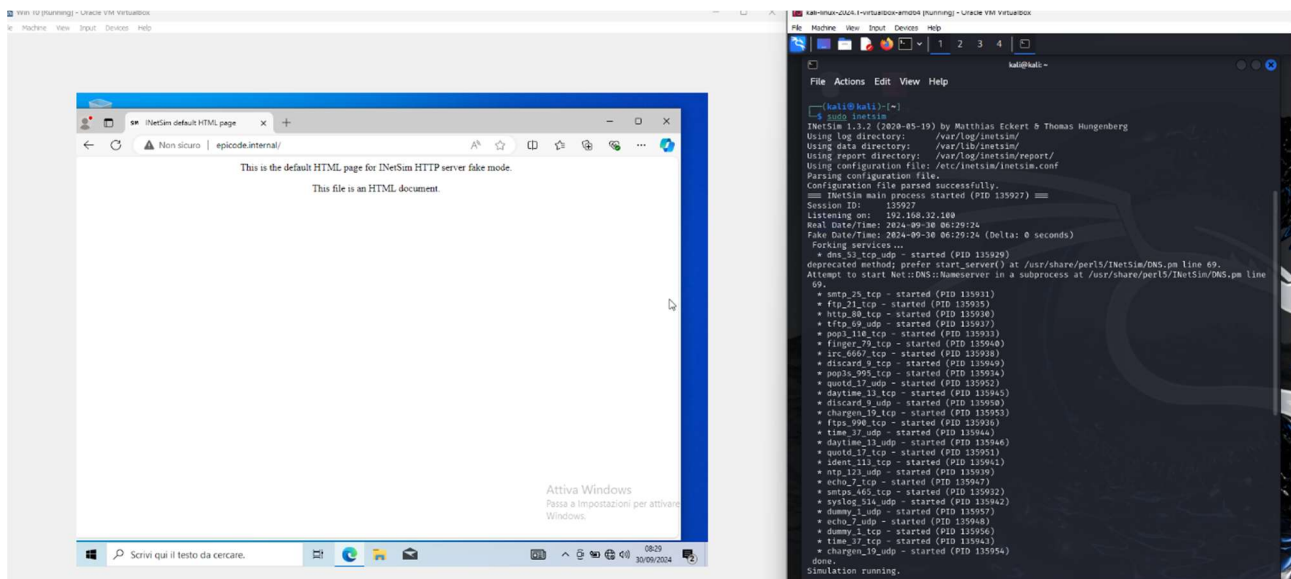 Win 10 [Running] - Oracle VM VirtualBox
Machine View Input Devices Help
INetSim default HTML page
Non sicuro epicode.internal/
This is the default HTML page for INetSim HTTP server fake mode.
This file is an HTML document.
Attiva Windows
Passa a Impostazioni per attivare
Windows.
Scrivi qui il testo da cercare.
08:29
30/09/2024
2
kali-linux-2024.1-virtualbox-amd64 [Running] - Oracle VM VirtualBox
File Machine View Input Devices Help
1 2 3 4
kali@kali: ~
File Actions Edit View Help
(kali㉿kali)-[~]
$ sudo inetsim
INetSim 1.3.2 (2020-05-19) by Matthias Eckert & Thomas Hungenberg
Using log directory: /var/log/inetsim/
Using data directory: /var/lib/inetsim/
Using report directory: /var/log/inetsim/report/
Using configuration file: /etc/inetsim/inetsim.conf
Parsing configuration file.
Configuration file parsed successfully.
=== INetSim main process started (PID 135927) ===
Session ID: 135927
Listening on: 192.168.32.100
Real Date/Time: 2024-09-30 06:29:24
Fake Date/Time: 2024-09-30 06:29:24 (Delta: 0 seconds)
Forking services ...
* dns_53_tcp_udp - started (PID 135929)
deprecated method; prefer start_server() at /usr/share/perl5/INetSim/DNS.pm line 69.
Attempt to start Net::DNS::Nameserver in a subprocess at /usr/share/perl5/INetSim/DNS.pm line
69.
* smtp_25_tcp - started (PID 135931)
* ftp_21_tcp - started (PID 135935)
* http_80_tcp - started (PID 135930)
* tftp_69_udp - started (PID 135937)
* pop3_110_tcp - started (PID 135933)
* finger_79_tcp - started (PID 135940)
* irc_6667_tcp - started (PID 135938)
* discard_9_tcp - started (PID 135949)
* pop3s_995_tcp - started (PID 135934)
* quotd_17_udp - started (PID 135952)
* daytime_13_tcp - started (PID 135945)
* discard_9_udp - started (PID 135950)
* chargen_19_tcp - started (PID 135953)
* ftps_990_tcp - started (PID 135936)
* time_37_udp - started (PID 135944)
* daytime_13_udp - started (PID 135946)
* quotd_17_tcp - started (PID 135951)
* ident_113_tcp - started (PID 135941)
* ntp_123_udp - started (PID 135939)
* echo_7_tcp - started (PID 135947)
* smtps_465_tcp - started (PID 135932)
* syslog_514_udp - started (PID 135942)
* dummy_1_udp - started (PID 135957)
* echo_7_udp - started (PID 135948)
* dummy_1_tcp - started (PID 135956)
* time_37_tcp - started (PID 135943)
* chargen_19_udp - started (PID 135954)
done.
Simulation running.